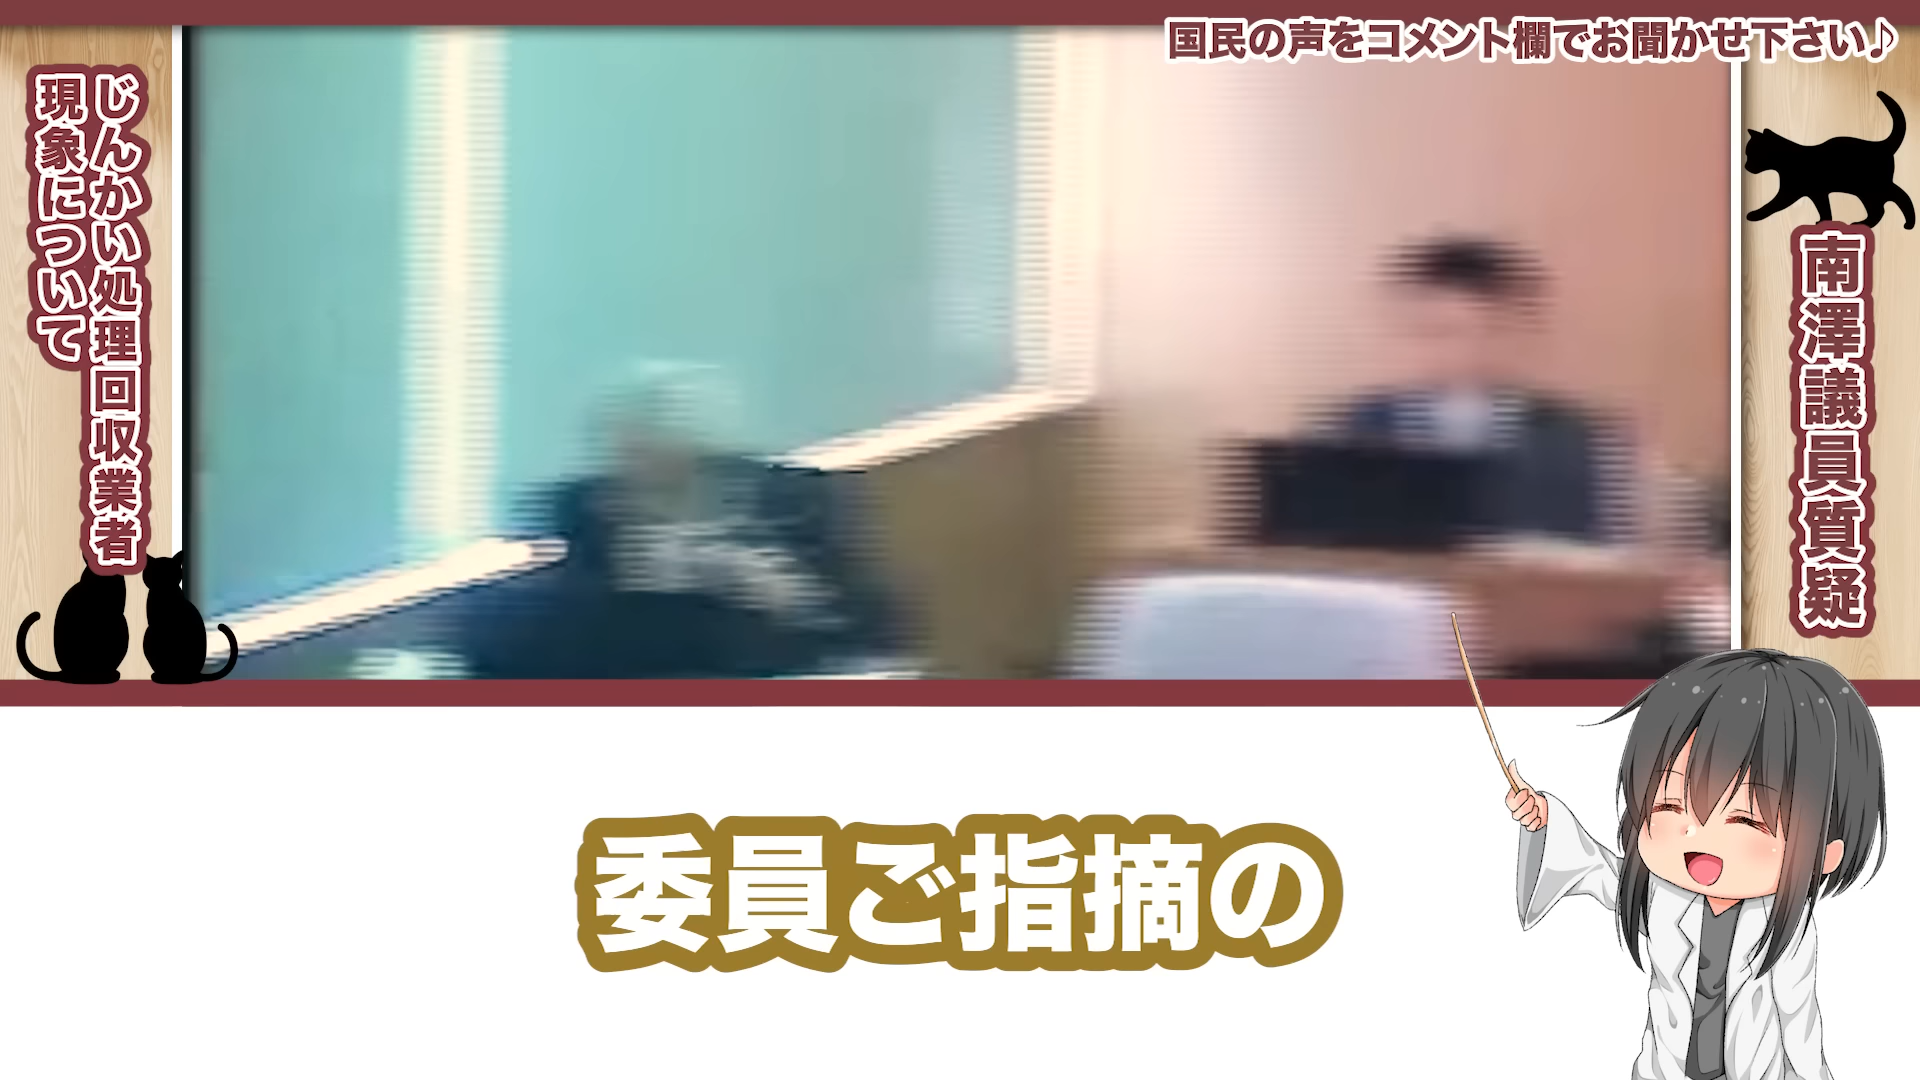 国民の声をコメント欄でお聞かせ下さい♪
じんかい処理回収業者
現象について
南澤議員質疑
委員ご指摘の